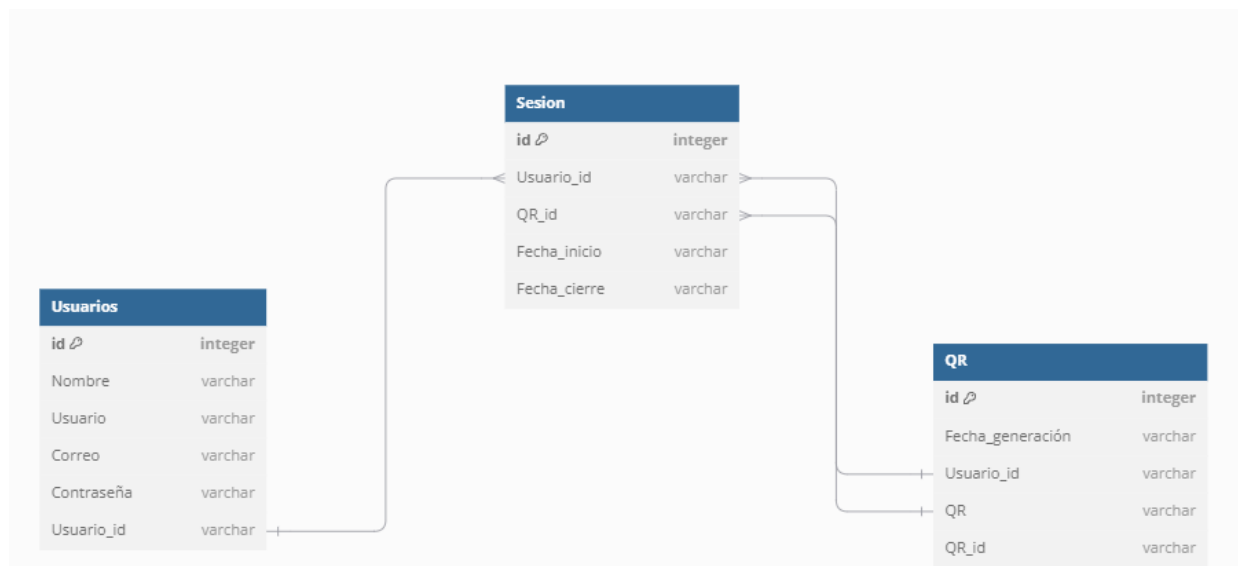 Sesion
id integer
Usuario_id varchar
QR_id varchar
Fecha_inicio varchar
Fecha_cierre varchar
Usuarios
id integer
Nombre varchar
Usuario varchar
Correo varchar
Contraseña varchar
Usuario_id varchar
QR
id integer
Fecha_generación varchar
Usuario_id varchar
QR varchar
QR_id varchar